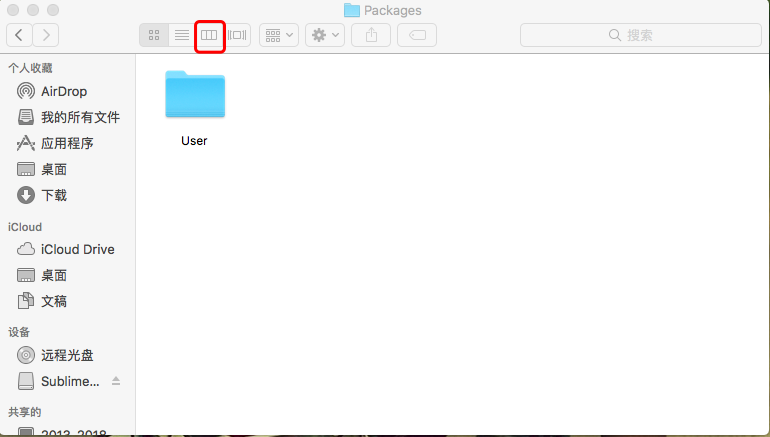 Packages
搜索
个人收藏
AirDrop
我的所有文件
应用程序
桌面
下载
User
iCloud
iCloud Drive
桌面
文稿
设备
远程光盘
Sublime...
共享的
2013-2018